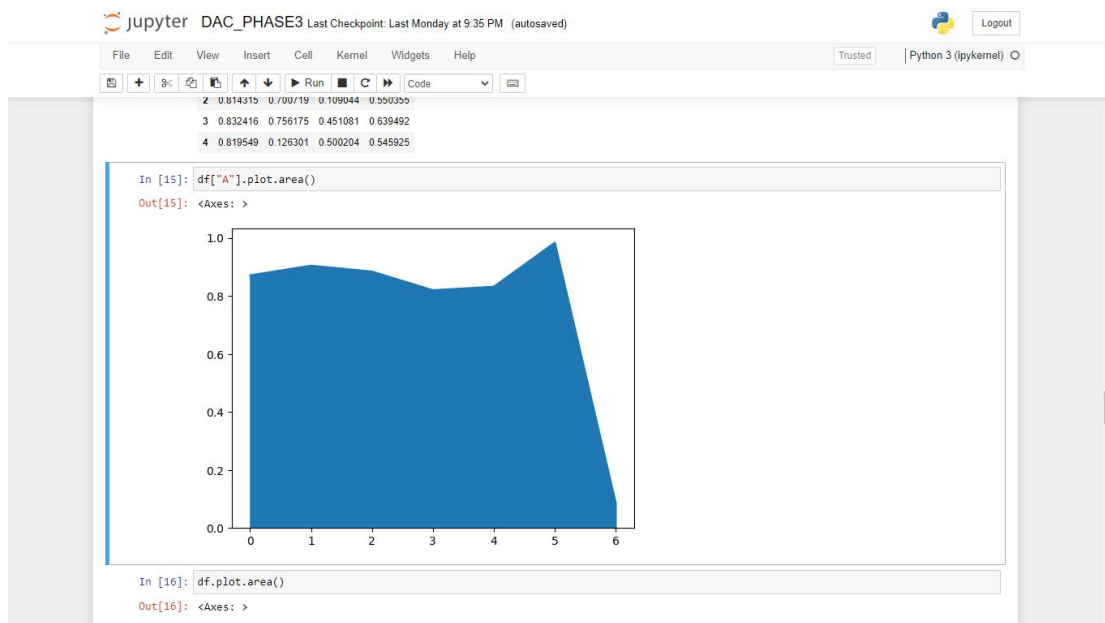 jupyter DAC_PHASE3 Last Checkpoint: Last Monday at 9:35 PM (autosaved)
Logout
File Edit View Insert Cell Kernel Widgets Help
Trusted
Python 3 (ipykernel)
Run
Code
2 0.814315 0.700719 0.109044 0.550355
3 0.832416 0.756175 0.451081 0.639492
4 0.819549 0.126301 0.500204 0.545925
In [15]: df["A"].plot.area()
Out[15]: <Axes: >
1.0
0.8
0.6
0.4
0.2
0.0
0 1 2 3 4 5 6
In [16]: df.plot.area()
Out[16]: <Axes: >